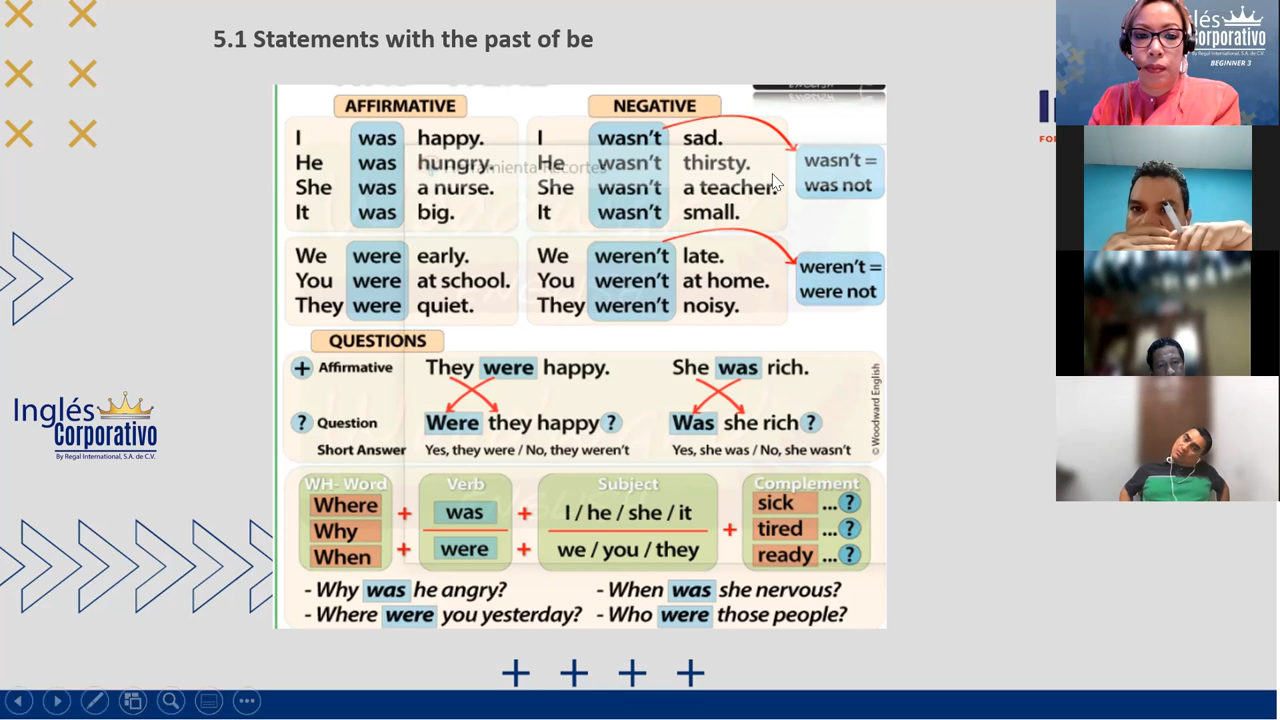 5.1 Statements with the past of be
AFFIRMATIVE
I was happy.
He was hungry.
She was a nurse.
It was big.
We were early.
You were at school.
They were quiet.
NEGATIVE
I wasn't sad.
He wasn't thirsty.
She wasn't a teacher.
It wasn't small.
We weren't late.
You weren't at home.
They weren't noisy.
wasn't =
was not
weren't =
were not
QUESTIONS
+ Affirmative They were happy. She was rich.
? Question Were they happy? Was she rich?
Short Answer Yes, they were / No, they weren't Yes, she was / No, she wasn't
© Woodward English
WH- Word + Verb + Subject + Complement
Where
Why
When
was
were
I / he / she / it
we / you / they
sick ...?
tired ...?
ready ...?
- Why was he angry?
- Where were you yesterday?
- When was she nervous?
- Who were those people?
Inglés
Corporativo
By Regal International, S.A. de C.V.
By Regal International, S.A. de C.V.
BEGINNER 3